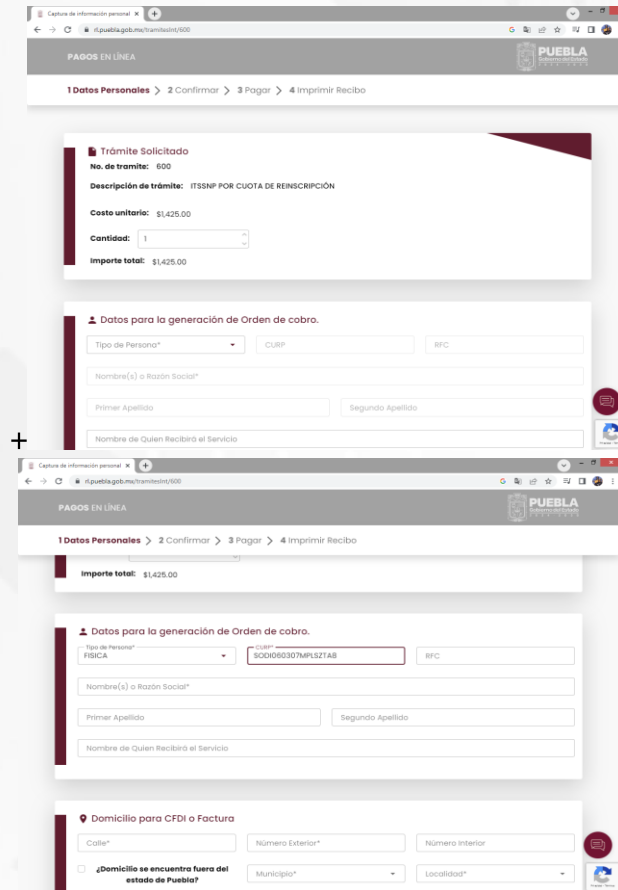 Captura de información personal
rl.puebla.gob.mx/tramitesInt/600
PAGOS EN LÍNEA
PUEBLA
Gobierno del Estado
1 Datos Personales > 2 Confirmar > 3 Pagar > 4 Imprimir Recibo
Trámite Solicitado
No. de tramite: 600
Descripción de trámite: ITSSNP POR CUOTA DE REINSCRIPCIÓN
Costo unitario: $1,425.00
Cantidad: 1
Importe total: $1,425.00
Datos para la generación de Orden de cobro.
Tipo de Persona* CURP RFC
Nombre(s) o Razón Social*
Primer Apellido Segundo Apellido
Nombre de Quien Recibirá el Servicio
+
Captura de información personal
rl.puebla.gob.mx/tramitesInt/600
PAGOS EN LÍNEA
PUEBLA
Gobierno del Estado
1 Datos Personales > 2 Confirmar > 3 Pagar > 4 Imprimir Recibo
Importe total: $1,425.00
Datos para la generación de Orden de cobro.
Tipo de Persona* CURP*
FISICA SODI060307MPLSZTA8 RFC
Nombre(s) o Razón Social*
Primer Apellido Segundo Apellido
Nombre de Quien Recibirá el Servicio
Domicilio para CFDI o Factura
Calle* Número Exterior* Número Interior
¿Domicilio se encuentra fuera del
estado de Puebla? Municipio* Localidad*